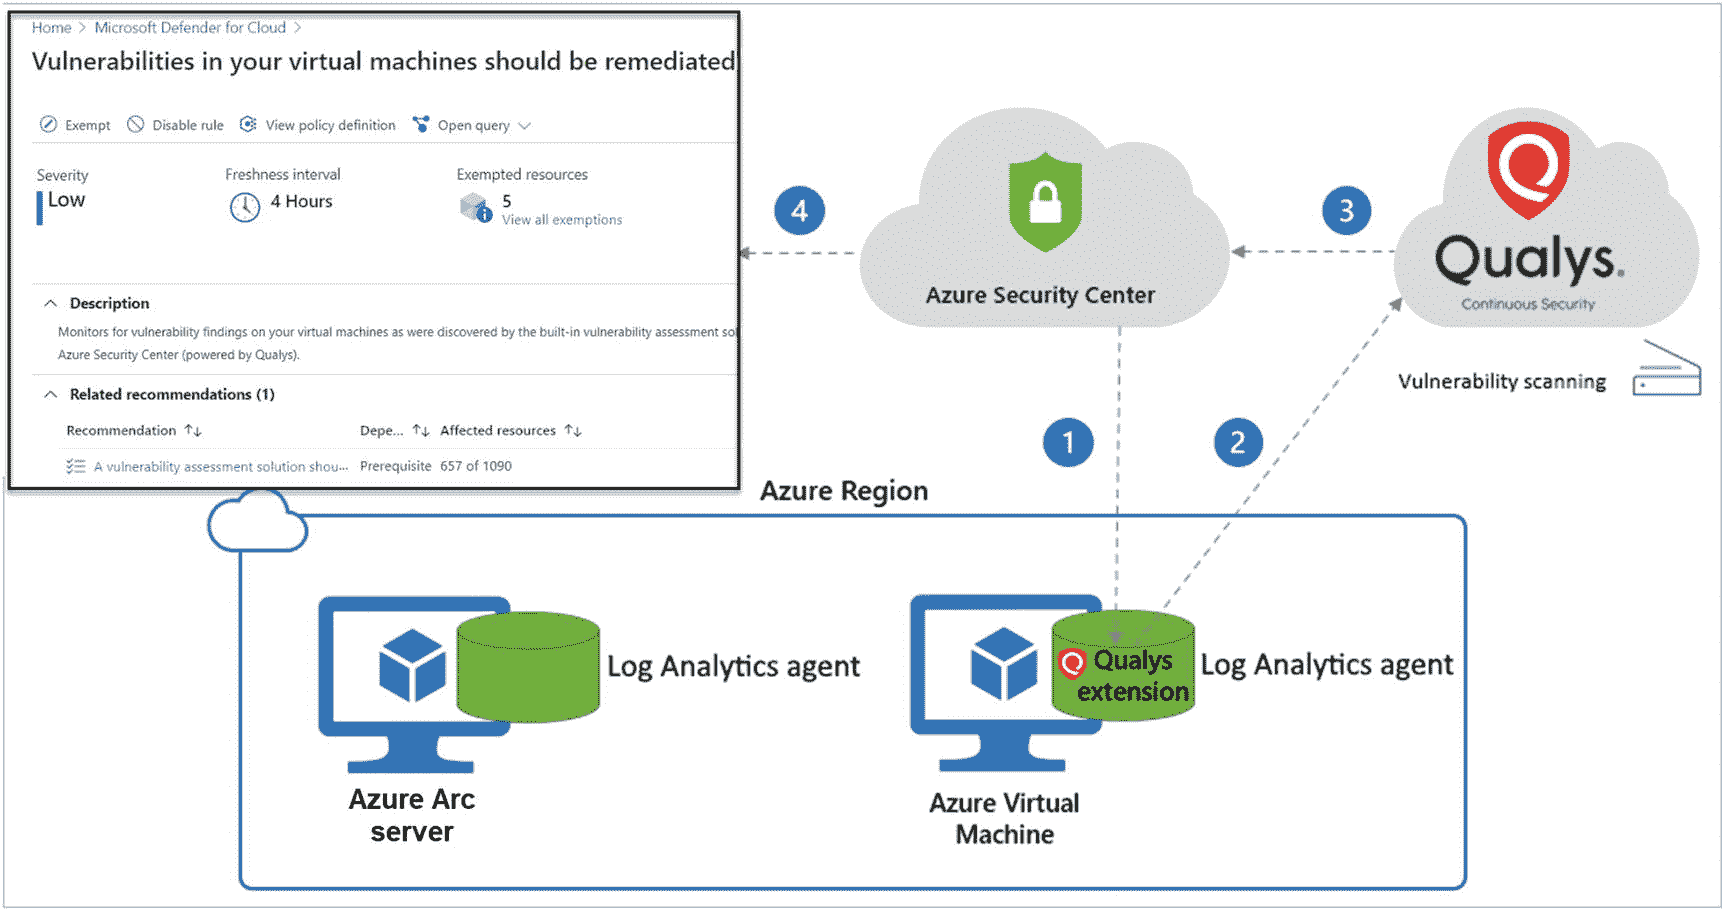 Home > Microsoft Defender for Cloud >
Vulnerabilities in your virtual machines should be remediated
Exempt Disable rule View policy definition Open query
Severity Freshness interval Exempted resources
Low 4 Hours 5
View all exemptions
Description
Monitors for vulnerability findings on your virtual machines as were discovered by the built-in vulnerability assessment sol
Azure Security Center (powered by Qualys).
Related recommendations (1)
Recommendation ↑↓ Depe... ↑↓ Affected resources ↑↓
A vulnerability assessment solution shou... Prerequisite 657 of 1090
4
Azure Security Center
3
Qualys.
Continuous Security
Vulnerability scanning
1
2
Azure Region
Log Analytics agent
Azure Arc
server
Qualys
extension
Log Analytics agent
Azure Virtual
Machine